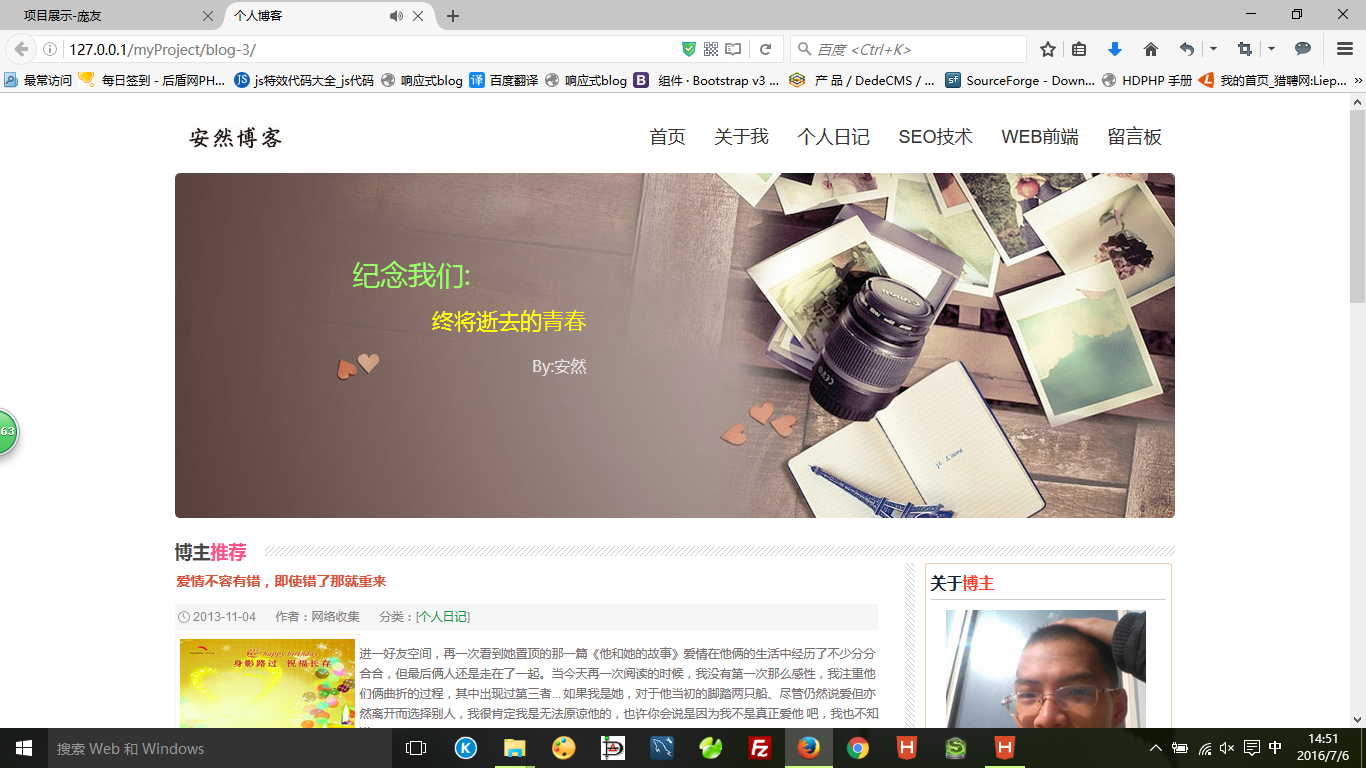 项目展示-庞友
个人博客
127.0.0.1/myProject/blog-3/
百度 <Ctrl+K>
最常访问
每日签到 - 后盾网PH...
js特效代码大全_js代码
响应式blog
百度翻译
响应式blog
组件 · Bootstrap v3 ...
产 品 / DedeCMS / ...
SourceForge - Down...
HDPHP 手册
我的首页_猎聘网:Liep...
安然博客
首页 关于我 个人日记 SEO技术 WEB前端 留言板
纪念我们:
终将逝去的青春
By:安然
63
博主推荐
爱情不容有错，即使错了那就重来
2013-11-04 作者：网络收集 分类：[个人日记]
happy birthday
身影路过 祝福长存
进一好友空间，再一次看到她置顶的那一篇《他和她的故事》爱情在他俩的生活中经历了不少分分
合合，但最后俩人还是走在了一起。当今天再一次阅读的时候，我没有第一次那么感性，我注重他
们俩曲折的过程，其中出现过第三者... 如果我是她，对于他当初的脚踏两只船、尽管仍然说爱但亦
然离开而选择别人，我很肯定我是无法原谅他的，也许你会说是因为我不是真正爱他 吧，我也不知
关于博主
搜索 Web 和 Windows
中
14:51
2016/7/6